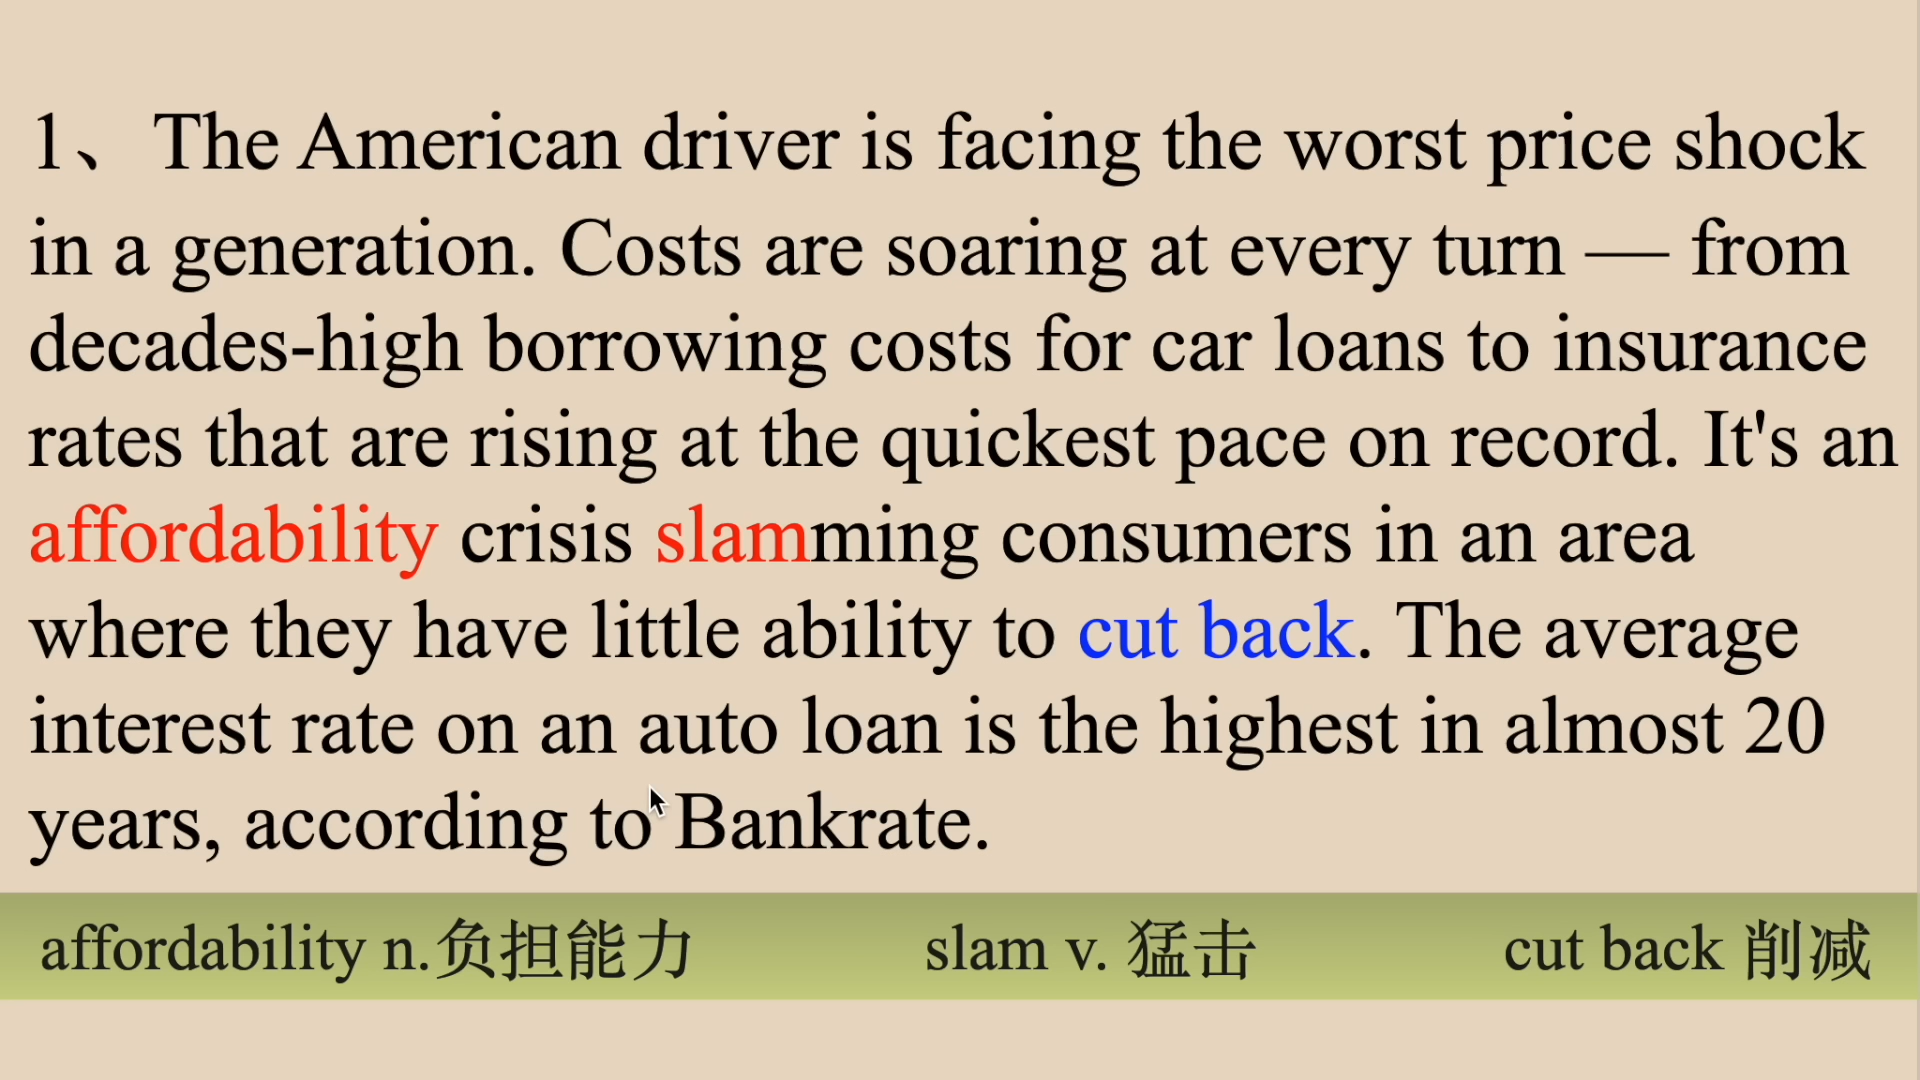 1、The American driver is facing the worst price shock
in a generation. Costs are soaring at every turn — from
decades-high borrowing costs for car loans to insurance
rates that are rising at the quickest pace on record. It's an
affordability crisis slamming consumers in an area
where they have little ability to cut back. The average
interest rate on an auto loan is the highest in almost 20
years, according to Bankrate.
affordability n.负担能力 slam v. 猛击 cut back 削减